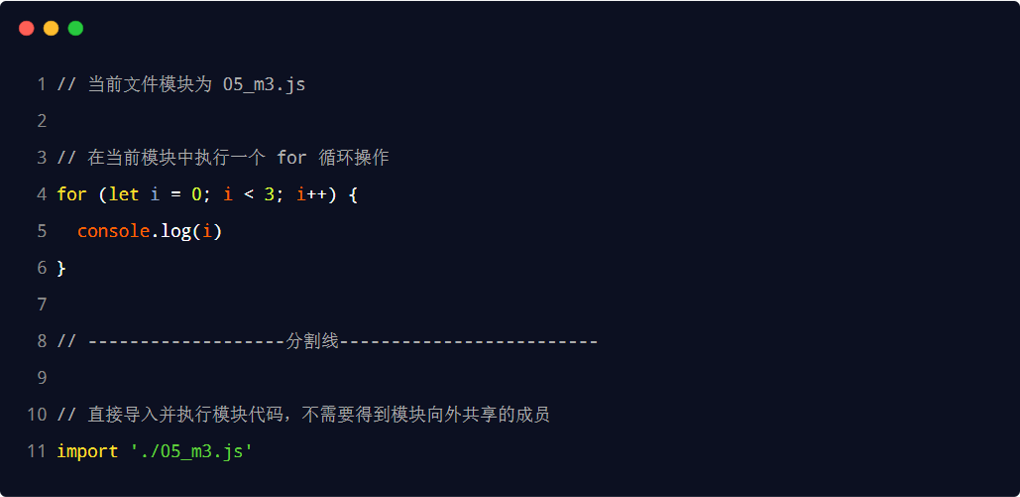 1 // 当前文件模块为 05_m3.js
2
3 // 在当前模块中执行一个 for 循环操作
4 for (let i = 0; i < 3; i++) {
5   console.log(i)
6 }
7
8 // -------------------分割线-------------------------
9
10 // 直接导入并执行模块代码，不需要得到模块向外共享的成员
11 import './05_m3.js'